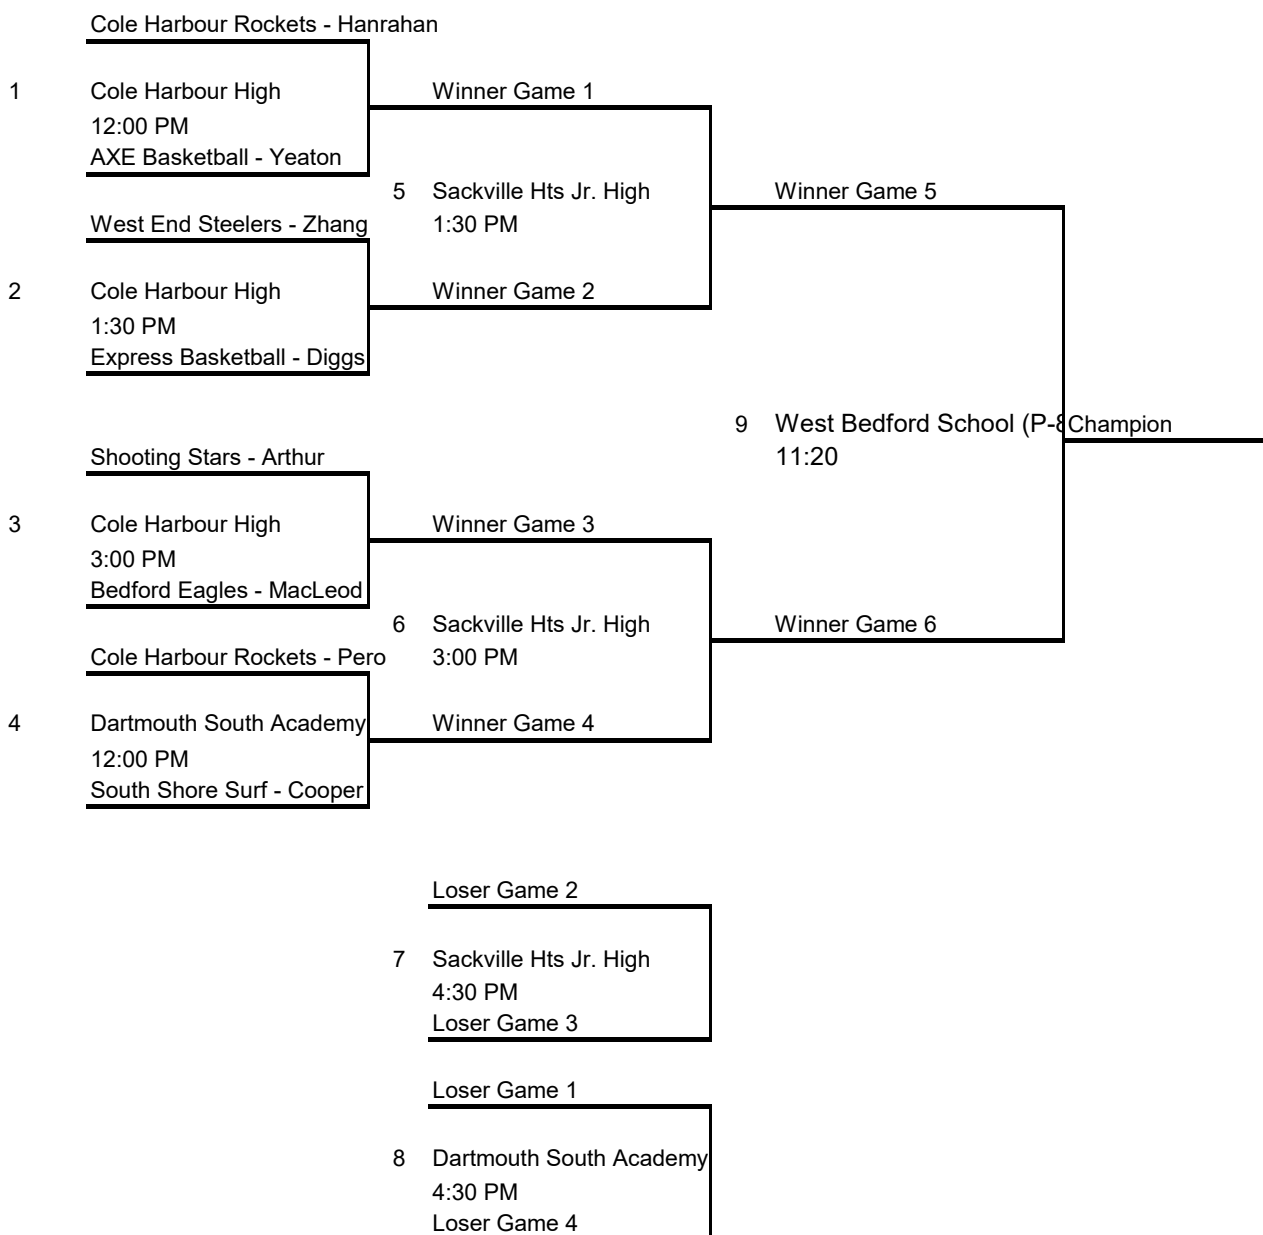 Cole Harbour Rockets - Hanrahan
1 Cole Harbour High Winner Game 1
12:00 PM
AXE Basketball - Yeaton
5 Sackville Hts Jr. High Winner Game 5
West End Steelers - Zhang 1:30 PM
2 Cole Harbour High Winner Game 2
1:30 PM
Express Basketball - Diggs
9 West Bedford School (P-8 Champion
Shooting Stars - Arthur 11:20
3 Cole Harbour High Winner Game 3
3:00 PM
Bedford Eagles - MacLeod
6 Sackville Hts Jr. High Winner Game 6
Cole Harbour Rockets - Pero 3:00 PM
4 Dartmouth South Academy Winner Game 4
12:00 PM
South Shore Surf - Cooper
Loser Game 2
7 Sackville Hts Jr. High
4:30 PM
Loser Game 3
Loser Game 1
8 Dartmouth South Academy
4:30 PM
Loser Game 4